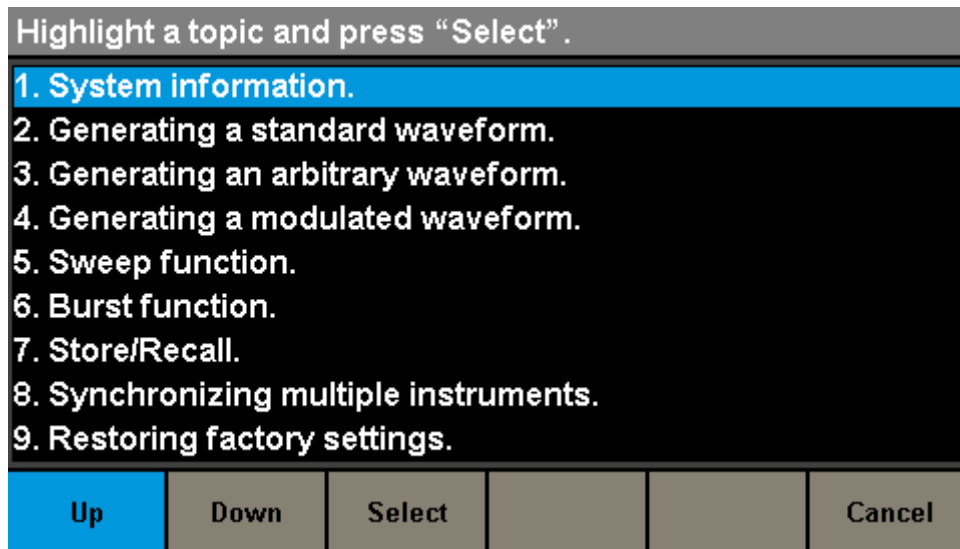 Highlight a topic and press “Select”.
1. System information.
2. Generating a standard waveform.
3. Generating an arbitrary waveform.
4. Generating a modulated waveform.
5. Sweep function.
6. Burst function.
7. Store/Recall.
8. Synchronizing multiple instruments.
9. Restoring factory settings.
Up Down Select Cancel